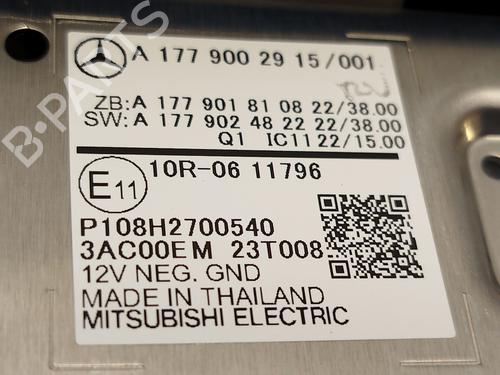 A 177 900 29 15/001
ZB: A 177 901 81 08 22/38.00
SW: A 177 902 48 22 22/38.00
Q1 IC11 22/15.00
E11
10R-06 11796
P108H2700540
3AC00EM 23T008
12V NEG. GND
MADE IN THAILAND
MITSUBISHI ELECTRIC
B-PARTS